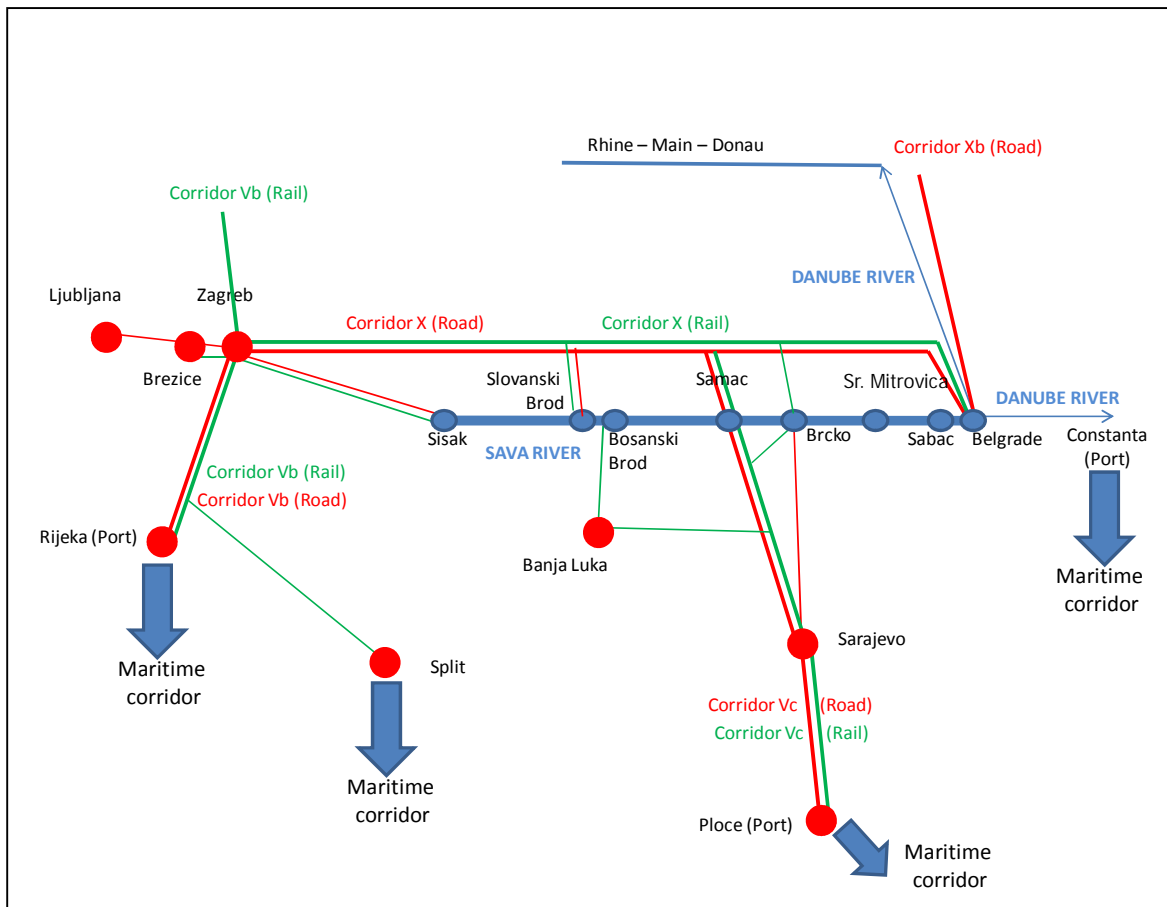 Rhine – Main – Donau
Corridor Xb (Road)
Corridor Vb (Rail)
DANUBE RIVER
Ljubljana
Zagreb
Corridor X (Road)
Corridor X (Rail)
Brezice
Slovanski
Brod
Samac
Sr. Mitrovica
DANUBE RIVER
Sisak
SAVA RIVER
Bosanski
Brod
Brcko
Sabac
Belgrade
Constanta
(Port)
Corridor Vb (Rail)
Corridor Vb (Road)
Rijeka (Port)
Banja Luka
Maritime
corridor
Maritime
corridor
Split
Sarajevo
Corridor Vc (Road)
Corridor Vc (Rail)
Maritime
corridor
Ploce (Port)
Maritime
corridor